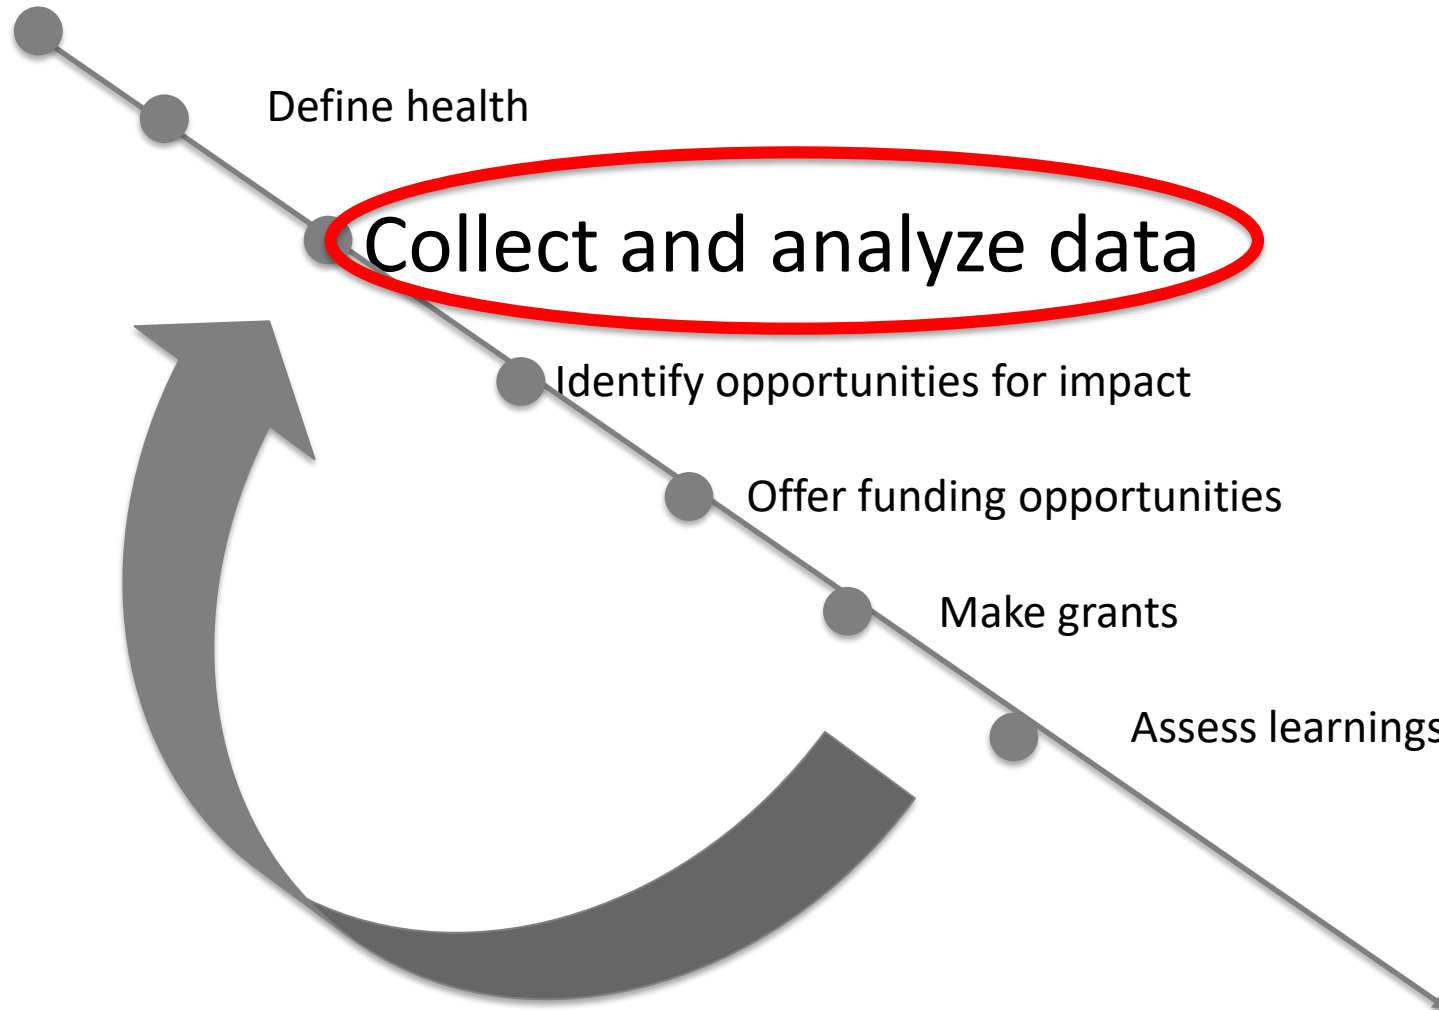 Define health
Collect and analyze data
Identify opportunities for impact
Offer funding opportunities
Make grants
Assess learnings